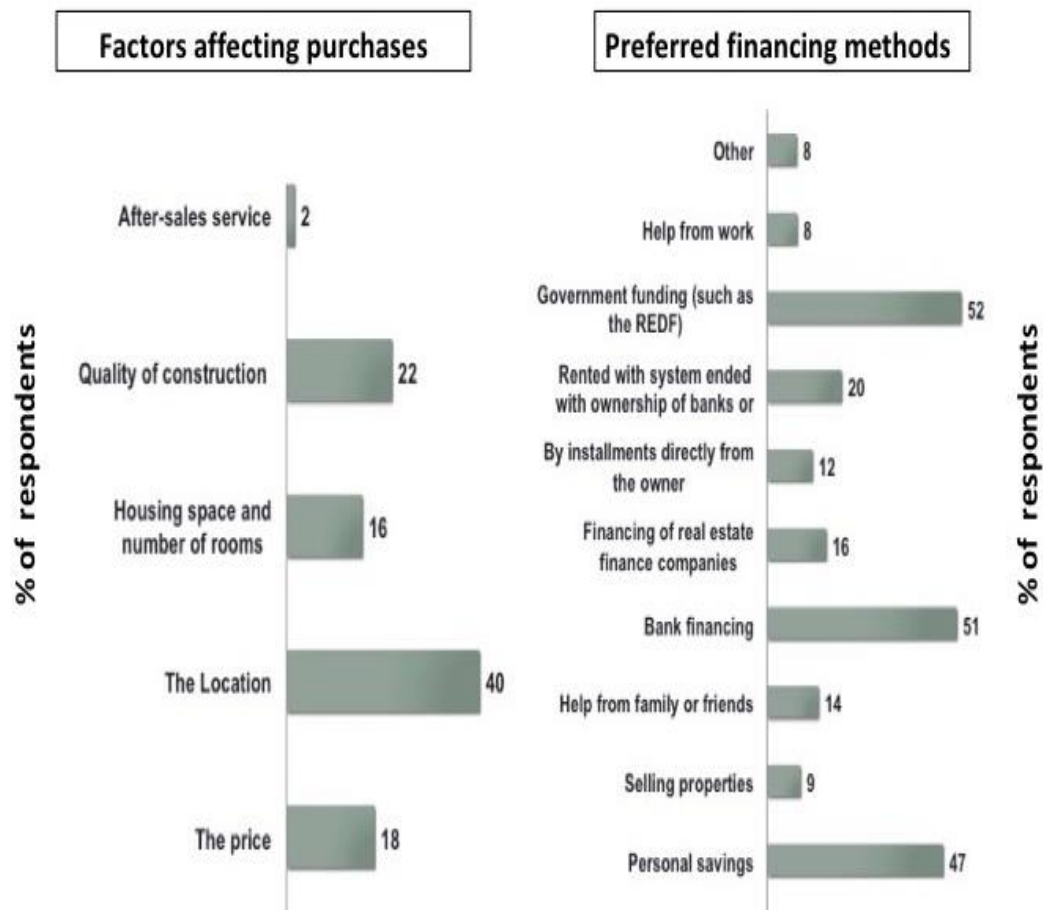 Factors affecting purchases
After-sales service
2
Quality of construction
22
Housing space and
number of rooms
16
The Location
40
The price
18
% of respondents
Preferred financing methods
Other
8
Help from work
8
Government funding (such as
the REDF)
52
Rented with system ended
with ownership of banks or
20
By installments directly from
the owner
12
Financing of real estate
finance companies
16
Bank financing
51
Help from family or friends
14
Selling properties
9
Personal savings
47
% of respondents